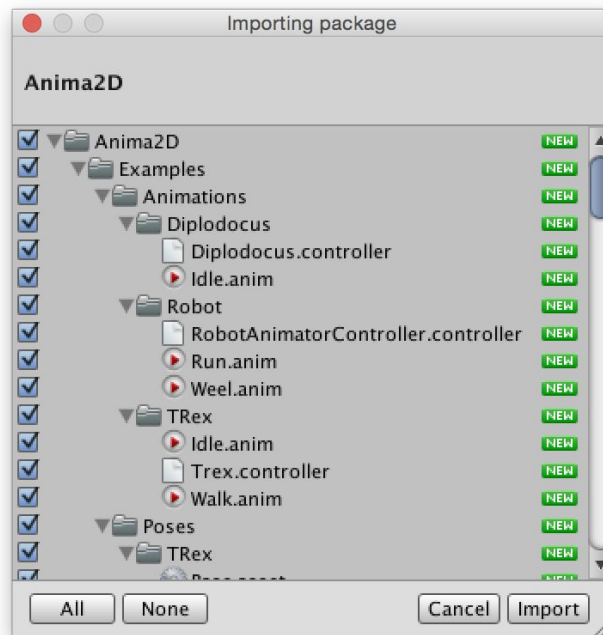 Importing package
Anima2D
Anima2D NEW
Examples NEW
Animations NEW
Diplodocus NEW
Diplodocus.controller NEW
Idle.anim NEW
Robot NEW
RobotAnimatorController.controller NEW
Run.anim NEW
Weel.anim NEW
TRex NEW
Idle.anim NEW
Trex.controller NEW
Walk.anim NEW
Poses NEW
TRex NEW
NEW
All None Cancel Import